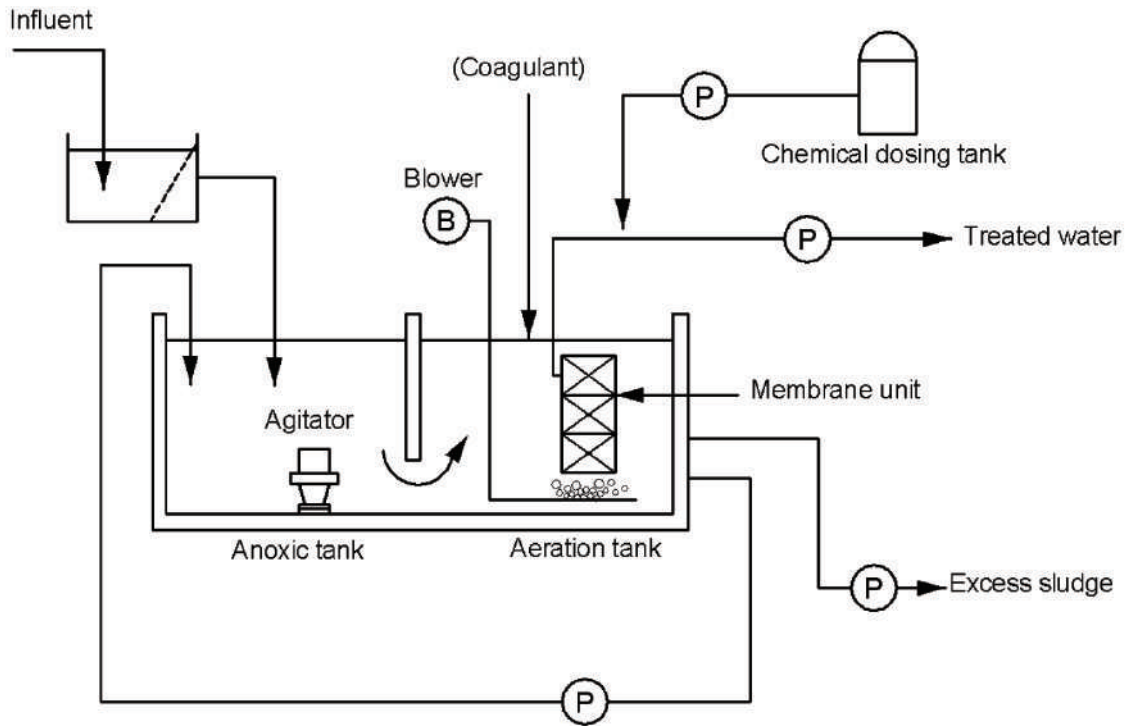 Influent
(Coagulant)
P
Chemical dosing tank
Blower
B
P
Treated water
Membrane unit
Agitator
Anoxic tank
Aeration tank
P
Excess sludge
P